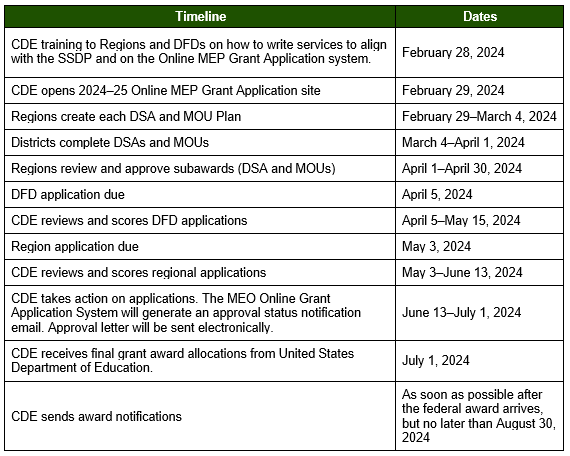 Timeline Dates
CDE training to Regions and DFDs on how to write services to align
with the SSDP and on the Online MEP Grant Application system.
February 28, 2024
CDE opens 2024–25 Online MEP Grant Application site February 29, 2024
Regions create each DSA and MOU Plan February 29–March 4, 2024
Districts complete DSAs and MOUs March 4–April 1, 2024
Regions review and approve subawards (DSA and MOUs) April 1–April 30, 2024
DFD application due April 5, 2024
CDE reviews and scores DFD applications April 5–May 15, 2024
Region application due May 3, 2024
CDE reviews and scores regional applications May 3–June 13, 2024
CDE takes action on applications. The MEO Online Grant
Application System will generate an approval status notification
email. Approval letter will be sent electronically.
June 13–July 1, 2024
CDE receives final grant award allocations from United States
Department of Education.
July 1, 2024
CDE sends award notifications
As soon as possible after
the federal award arrives,
but no later than August 30,
2024